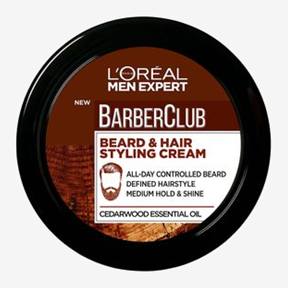 L'ORÉAL
MEN EXPERT
NEW
BARBERCLUB
BEARD & HAIR
STYLING CREAM
ALL-DAY CONTROLLED BEARD
DEFINED HAIRSTYLE
MEDIUM HOLD & SHINE
CEDARWOOD ESSENTIAL OIL